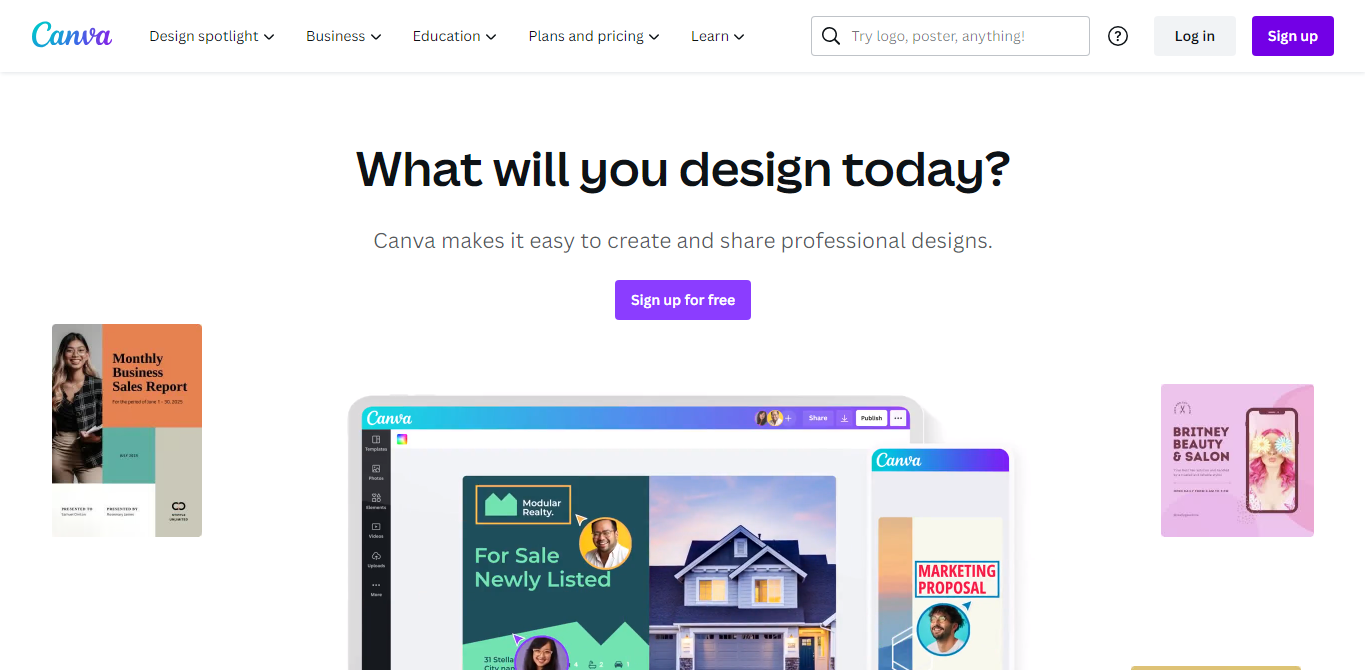 Canva
Design spotlight
Business
Education
Plans and pricing
Learn
Try logo, poster, anything!
?
Log in
Sign up
What will you design today?
Canva makes it easy to create and share professional designs.
Sign up for free
Monthly
Business
Sales Report
For the period of June 1 - 30, 2025
JULY 2025
PRESENTED TO
PRESENTED BY
Canva
Share
Publish
Templates
Photos
Elements
Videos
Uploads
More
Modular
Realty.
For Sale
Newly Listed
31 Stella
City nam
4
2
1
Canva
MARKETING
PROPOSAL
BRITNEY
BEAUTY
& SALON